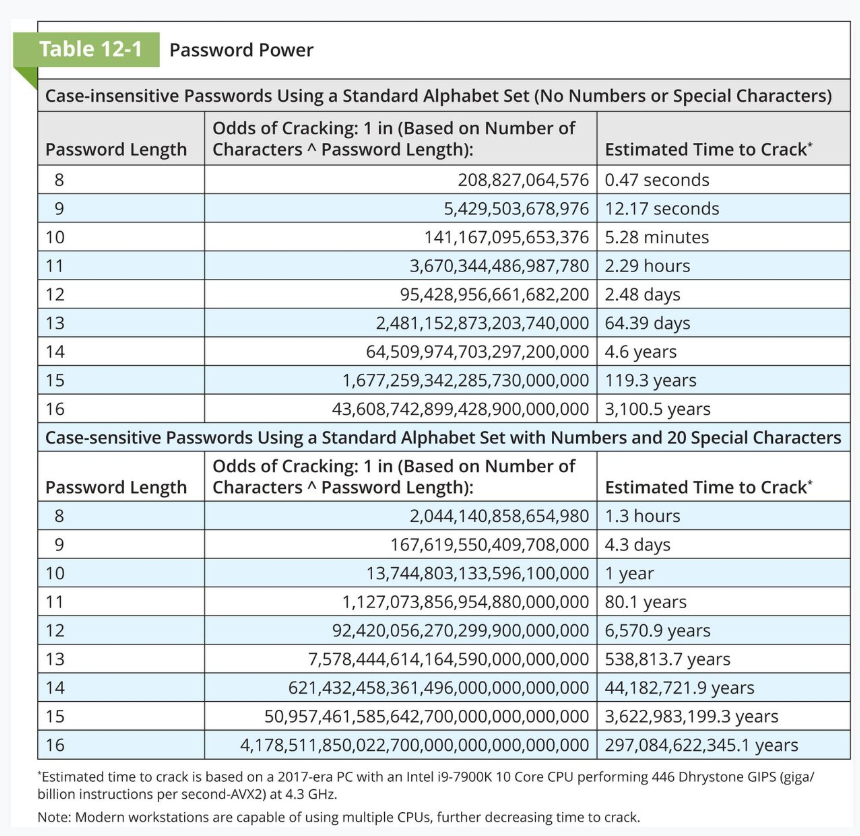 Table 12-1 Password Power
Case-insensitive Passwords Using a Standard Alphabet Set (No Numbers or Special Characters)
Password Length Odds of Cracking: 1 in (Based on Number of Characters ^ Password Length): Estimated Time to Crack*
8 208,827,064,576 0.47 seconds
9 5,429,503,678,976 12.17 seconds
10 141,167,095,653,376 5.28 minutes
11 3,670,344,486,987,780 2.29 hours
12 95,428,956,661,682,200 2.48 days
13 2,481,152,873,203,740,000 64.39 days
14 64,509,974,703,297,200,000 4.6 years
15 1,677,259,342,285,730,000,000 119.3 years
16 43,608,742,899,428,900,000,000 3,100.5 years
Case-sensitive Passwords Using a Standard Alphabet Set with Numbers and 20 Special Characters
Password Length Odds of Cracking: 1 in (Based on Number of Characters ^ Password Length): Estimated Time to Crack*
8 2,044,140,858,654,980 1.3 hours
9 167,619,550,409,708,000 4.3 days
10 13,744,803,133,596,100,000 1 year
11 1,127,073,856,954,880,000,000 80.1 years
12 92,420,056,270,299,900,000,000 6,570.9 years
13 7,578,444,614,164,590,000,000,000 538,813.7 years
14 621,432,458,361,496,000,000,000,000 44,182,721.9 years
15 50,957,461,585,642,700,000,000,000,000 3,622,983,199.3 years
16 4,178,511,850,022,700,000,000,000,000,000 297,084,622,345.1 years
*Estimated time to crack is based on a 2017-era PC with an Intel i9-7900K 10 Core CPU performing 446 Dhrystone GIPS (giga/
billion instructions per second-AVX2) at 4.3 GHz.
Note: Modern workstations are capable of using multiple CPUs, further decreasing time to crack.